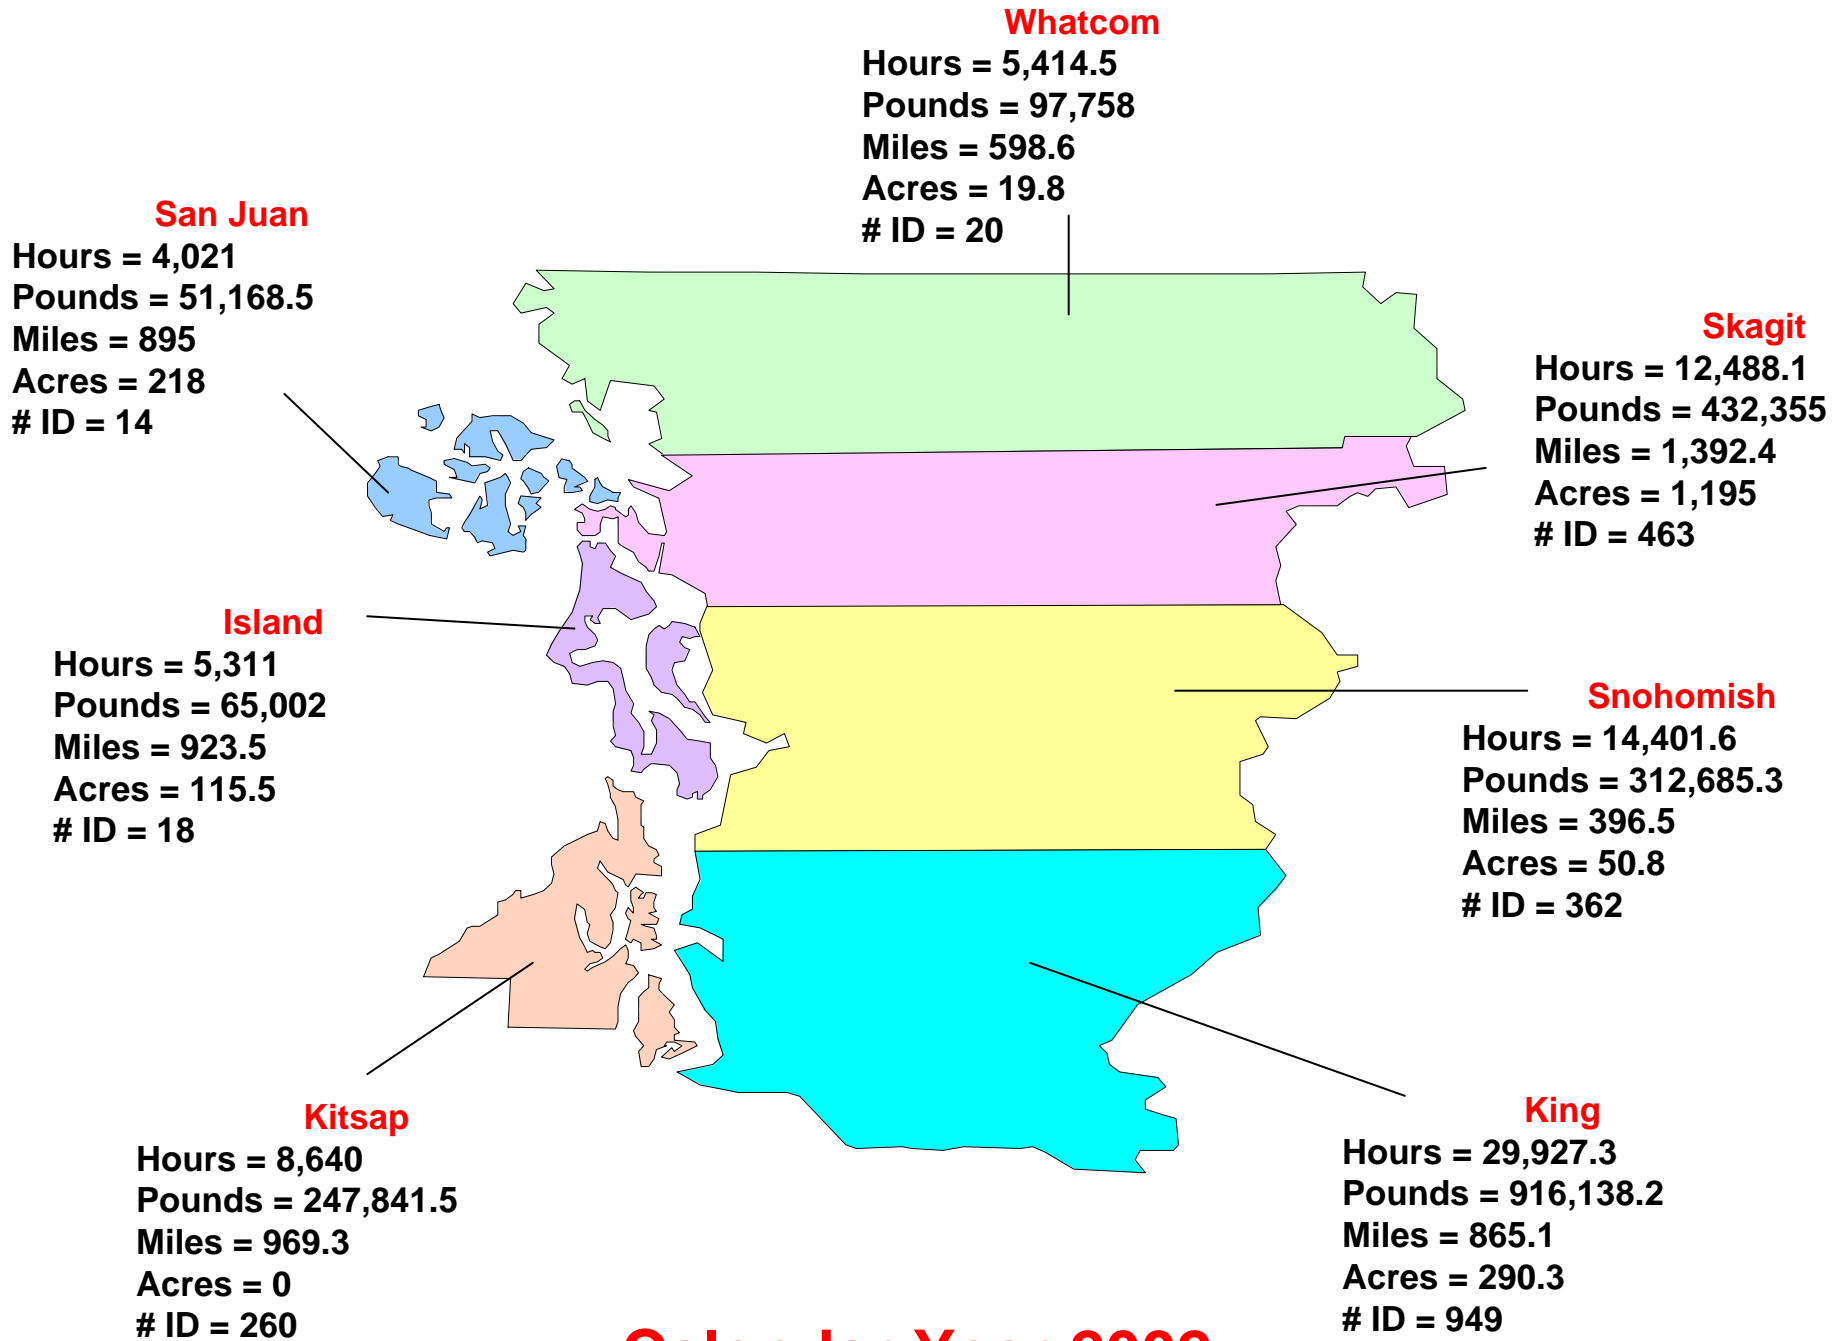 Whatcom
Hours = 5,414.5
Pounds = 97,758
Miles = 598.6
Acres = 19.8
# ID = 20
San Juan
Hours = 4,021
Pounds = 51,168.5
Miles = 895
Acres = 218
# ID = 14
Skagit
Hours = 12,488.1
Pounds = 432,355
Miles = 1,392.4
Acres = 1,195
# ID = 463
Island
Hours = 5,311
Pounds = 65,002
Miles = 923.5
Acres = 115.5
# ID = 18
Snohomish
Hours = 14,401.6
Pounds = 312,685.3
Miles = 396.5
Acres = 50.8
# ID = 362
Kitsap
Hours = 8,640
Pounds = 247,841.5
Miles = 969.3
Acres = 0
# ID = 260
King
Hours = 29,927.3
Pounds = 916,138.2
Miles = 865.1
Acres = 290.3
# ID = 949
Calendar Year